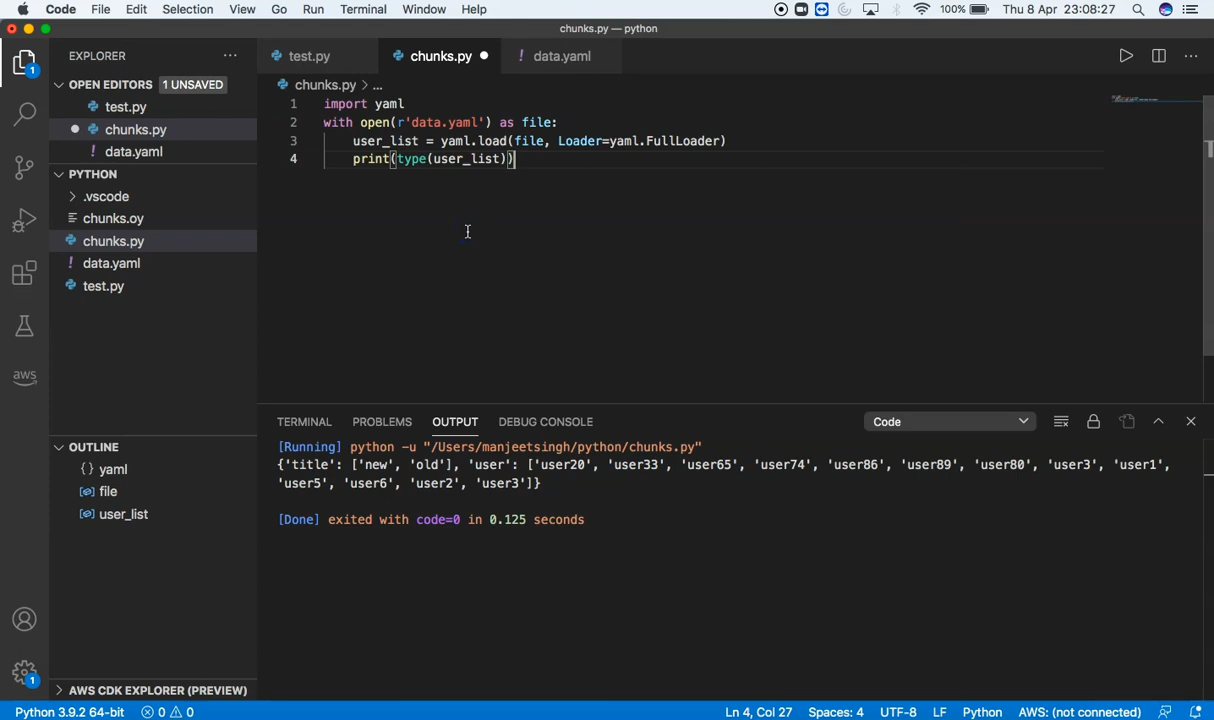 Code File Edit Selection View Go Run Terminal Window Help 100% Thu 8 Apr 23:08:27
chunks.py — python
EXPLORER ...
test.py chunks.py ! data.yaml
OPEN EDITORS 1 UNSAVED
test.py
chunks.py
! data.yaml
PYTHON
.vscode
chunks.oy
chunks.py
! data.yaml
test.py
OUTLINE
{} yaml
file
user_list
AWS CDK EXPLORER (PREVIEW)
aws
1
1
chunks.py > ...
1 import yaml
2 with open(r'data.yaml') as file:
3 user_list = yaml.load(file, Loader=yaml.FullLoader)
4 print(type(user_list))
TERMINAL PROBLEMS OUTPUT DEBUG CONSOLE Code
[Running] python -u "/Users/manjeetsingh/python/chunks.py"
{'title': ['new', 'old'], 'user': ['user20', 'user33', 'user65', 'user74', 'user86', 'user89', 'user80', 'user3', 'user1',
'user5', 'user6', 'user2', 'user3']}
[Done] exited with code=0 in 0.125 seconds
Python 3.9.2 64-bit 0 0 Ln 4, Col 27 Spaces: 4 UTF-8 LF Python AWS: (not connected)